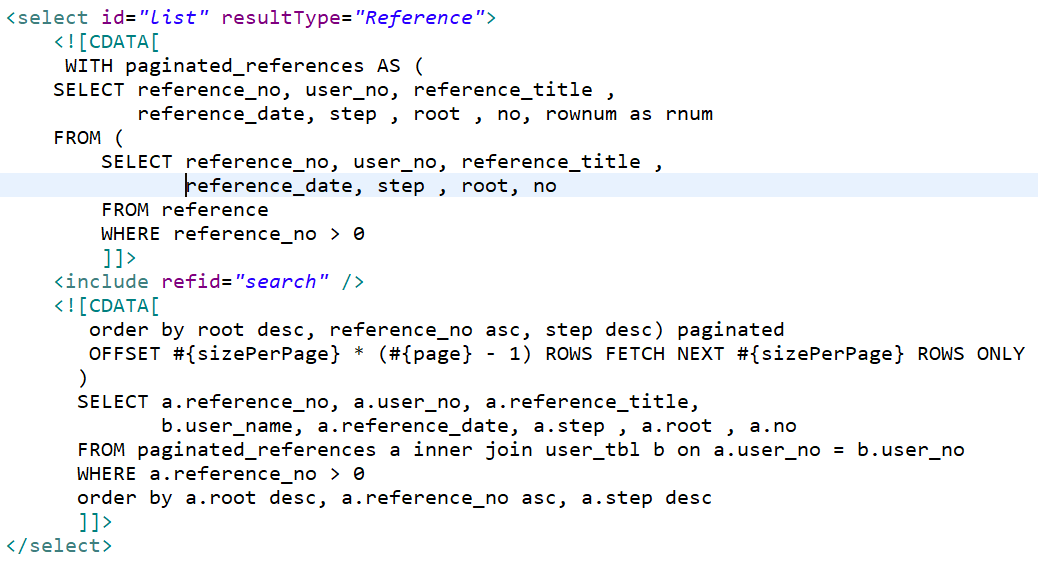 <select id="list" resultType="Reference">
<![CDATA[
WITH paginated_references AS (
SELECT reference_no, user_no, reference_title ,
reference_date, step , root , no, rownum as rnum
FROM (
SELECT reference_no, user_no, reference_title ,
reference_date, step , root, no
FROM reference
WHERE reference_no > 0
]]>
<include refid="search" />
<![CDATA[
order by root desc, reference_no asc, step desc) paginated
OFFSET #{sizePerPage} * (#{page} - 1) ROWS FETCH NEXT #{sizePerPage} ROWS ONLY
)
SELECT a.reference_no, a.user_no, a.reference_title,
b.user_name, a.reference_date, a.step , a.root , a.no
FROM paginated_references a inner join user_tbl b on a.user_no = b.user_no
WHERE a.reference_no > 0
order by a.root desc, a.reference_no asc, a.step desc
]]>
</select>